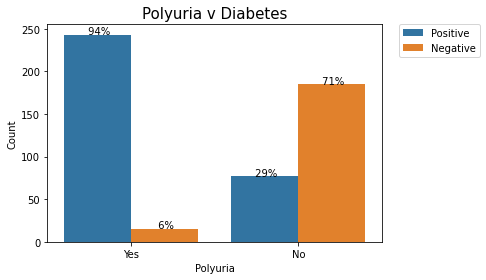 Polyuria v Diabetes
Positive
Negative
250
200
150
100
50
0
Count
94%
6%
29%
71%
Yes
No
Polyuria